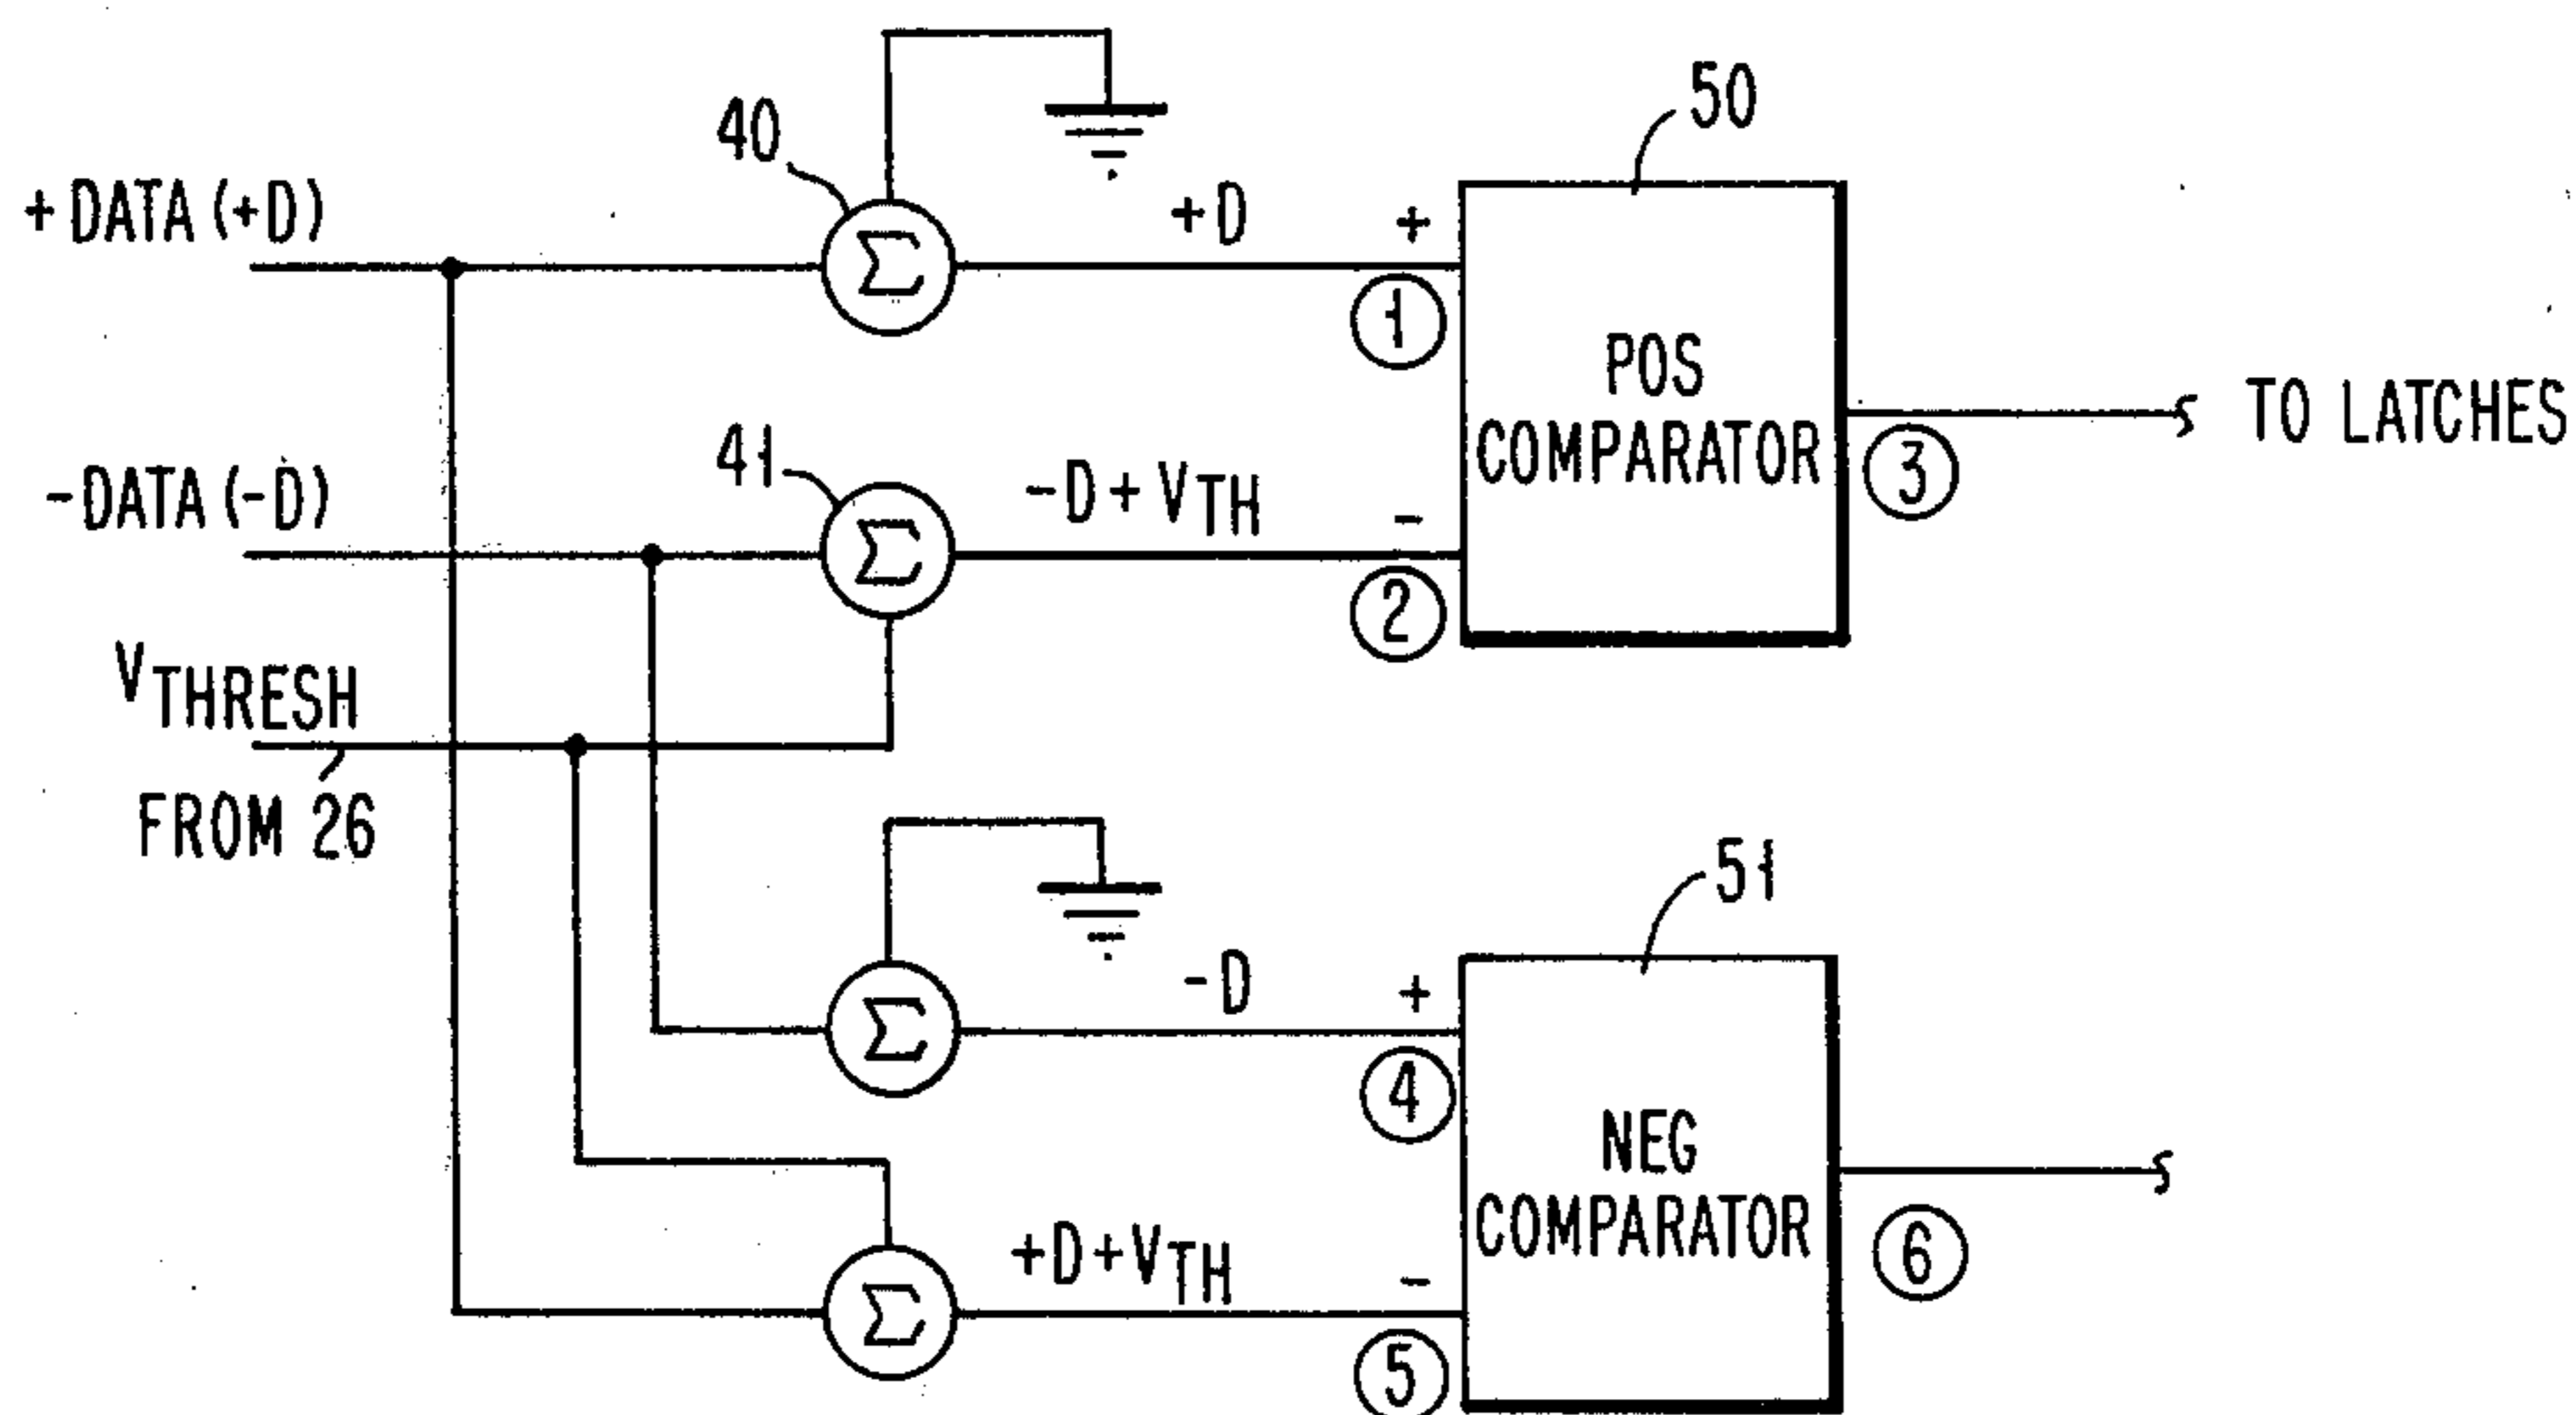 50
40
+DATA (+D)
Σ
+D
+
1
POS
COMPARATOR
TO LATCHES
3
-DATA (-D)
41
Σ
-D+VTH
-
2
VTHRESH
FROM 26
51
Σ
-D
+
4
NEG
COMPARATOR
6
Σ
+D+VTH
-
5